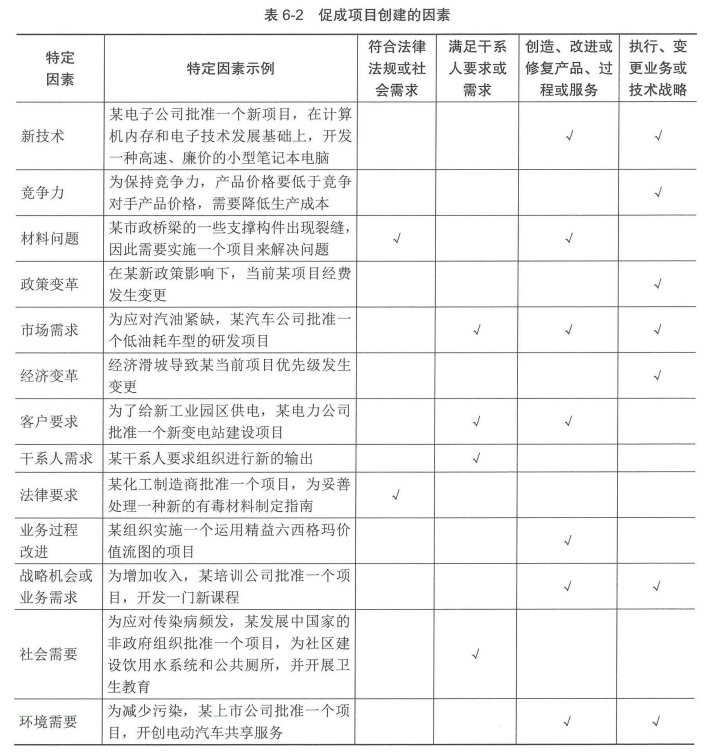 表 6-2 促成项目创建的因素
特定
因素
特定因素示例
符合法律
法规或社
会需求
满足干系
人要求或
需求
创造、改进或
修复产品、过
程或服务
执行、变
更业务或
技术战略
新技术
某电子公司批准一个新项目，在计算
机内存和电子技术发展基础上，开发
一种高速、廉价的小型笔记本电脑
√
√
竞争力
为保持竞争力，产品价格要低于竞争
对手产品价格，需要降低生产成本
√
材料问题
某市政桥梁的一些支撑构件出现裂缝，
因此需要实施一个项目来解决问题
√
√
政策变革
在某新政策影响下，当前某项目经费
发生变更
√
市场需求
为应对汽油紧缺，某汽车公司批准一
个低油耗车型的研发项目
√
√
√
经济变革
经济滑坡导致某当前项目优先级发生
变更
√
客户要求
为了给新工业园区供电，某电力公司
批准一个新变电站建设项目
√
√
干系人需求
某干系人要求组织进行新的输出
√
法律要求
某化工制造商批准一个项目，为妥善
处理一种新的有毒材料制定指南
√
业务过程
改进
某组织实施一个运用精益六西格玛价
值流图的项目
√
战略机会或
业务需求
为增加收入，某培训公司批准一个项
目，开发一门新课程
√
√
社会需要
为应对传染病频发，某发展中国家的
非政府组织批准一个项目，为社区建
设饮用水系统和公共厕所，并开展卫
生教育
√
环境需要
为减少污染，某上市公司批准一个项
目，开创电动汽车共享服务
√
√